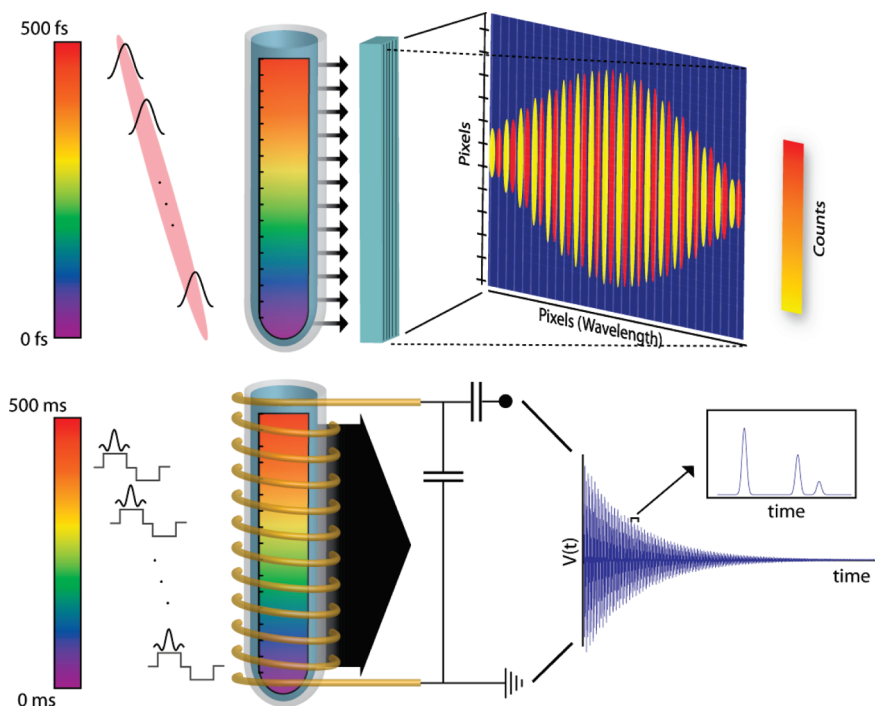 500 fs
0 fs
Pixels
Pixels (Wavelength)
Counts
500 ms
0 ms
V(t)
time
time